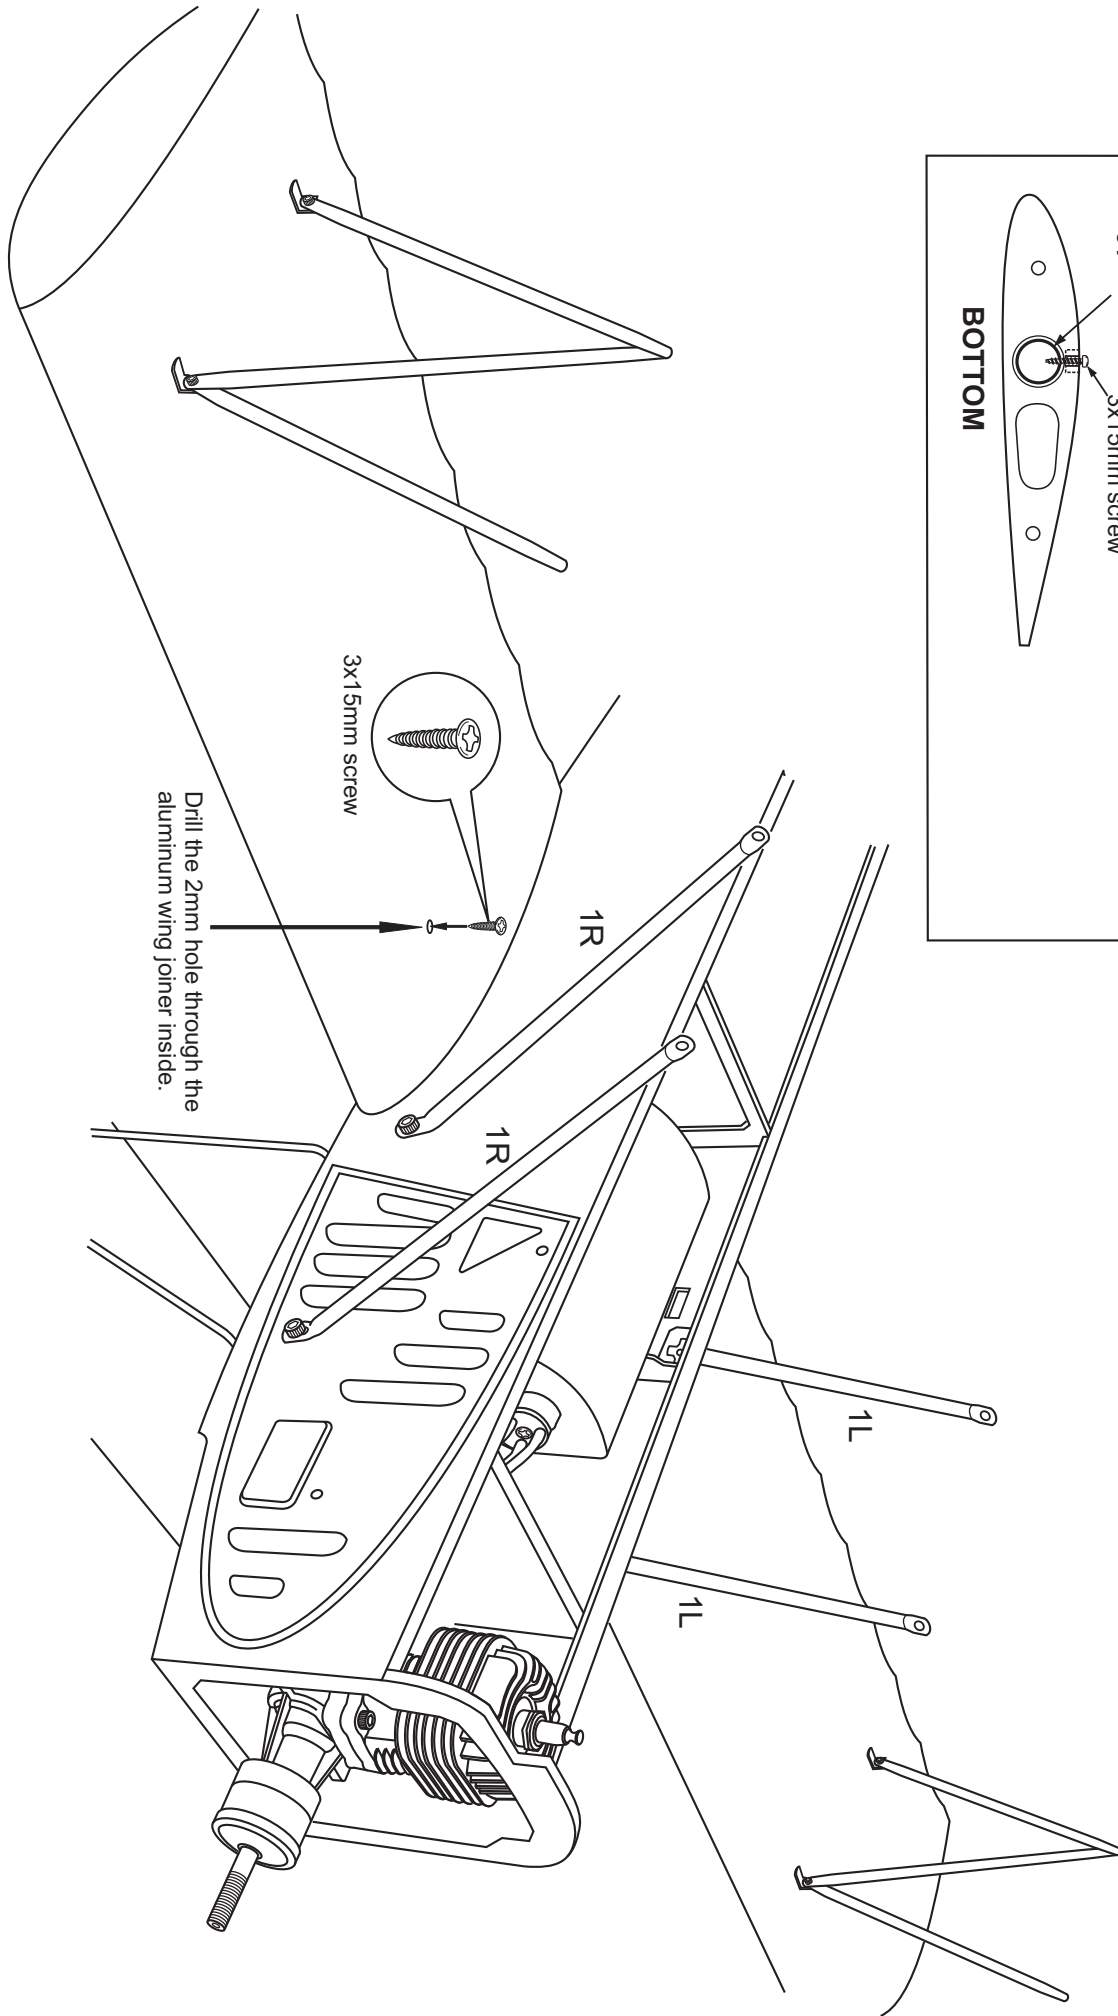 BOTTOM
3x15mm screw
3x15mm screw
Drill the 2mm hole through the
aluminum wing joiner inside.
1R
1R
1L
1L